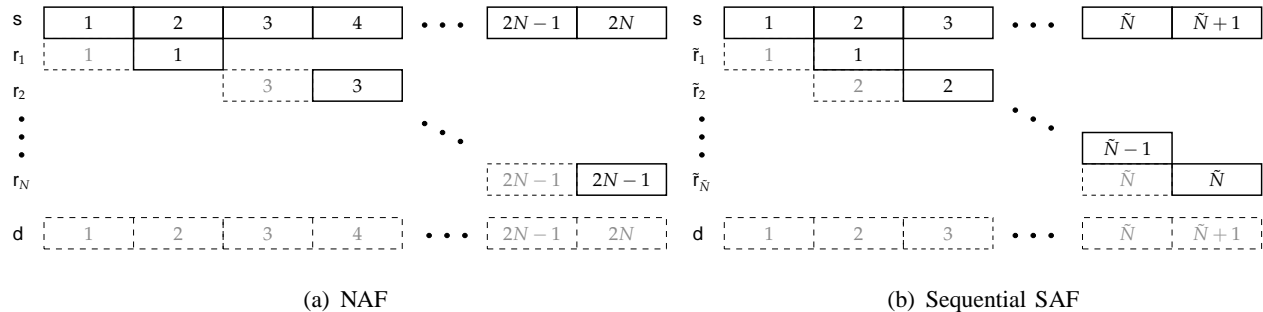 s 1 2 3 4 2N − 1 2N
r₁ 1 1
r₂ 3 3
r_N 2N − 1 2N − 1
d 1 2 3 4 2N − 1 2N
(a) NAF
s 1 2 3 Ñ Ñ + 1
r̃₁ 1 1
r̃₂ 2 2
Ñ − 1
r̃_Ñ Ñ Ñ
d 1 2 3 Ñ Ñ + 1
(b) Sequential SAF